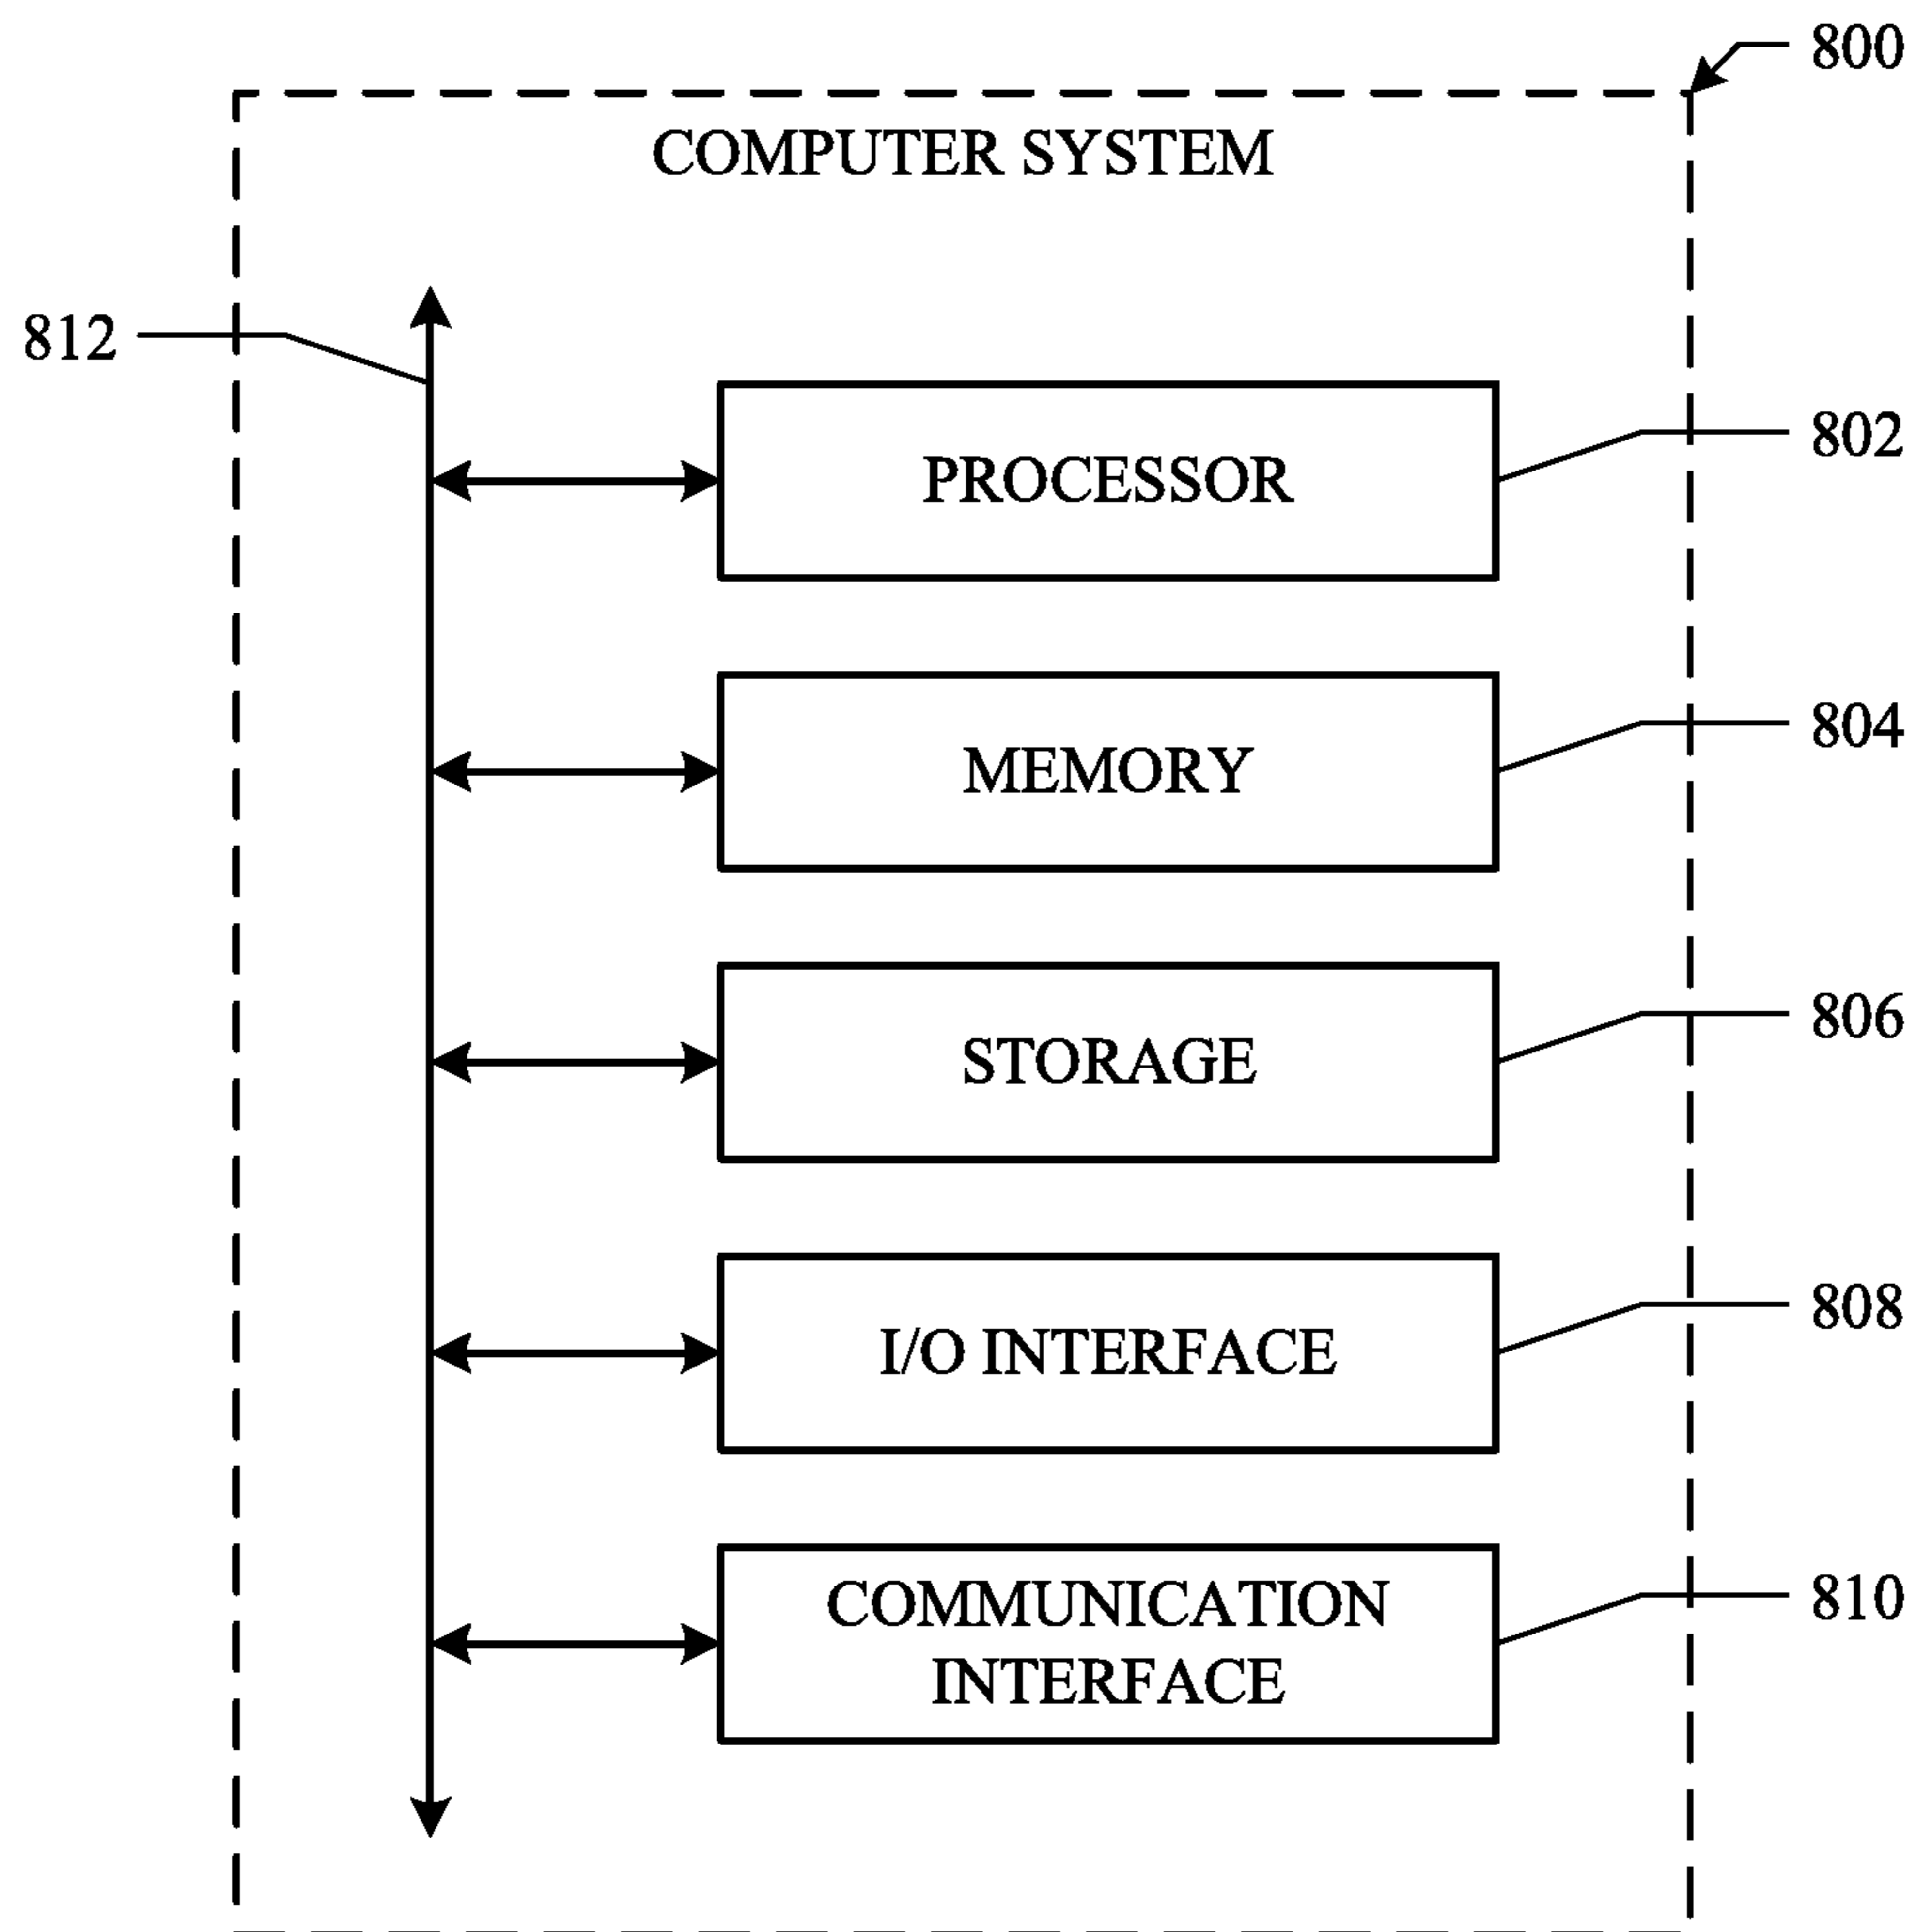 800
COMPUTER SYSTEM
812
802
PROCESSOR
804
MEMORY
806
STORAGE
808
I/O INTERFACE
810
COMMUNICATION
INTERFACE